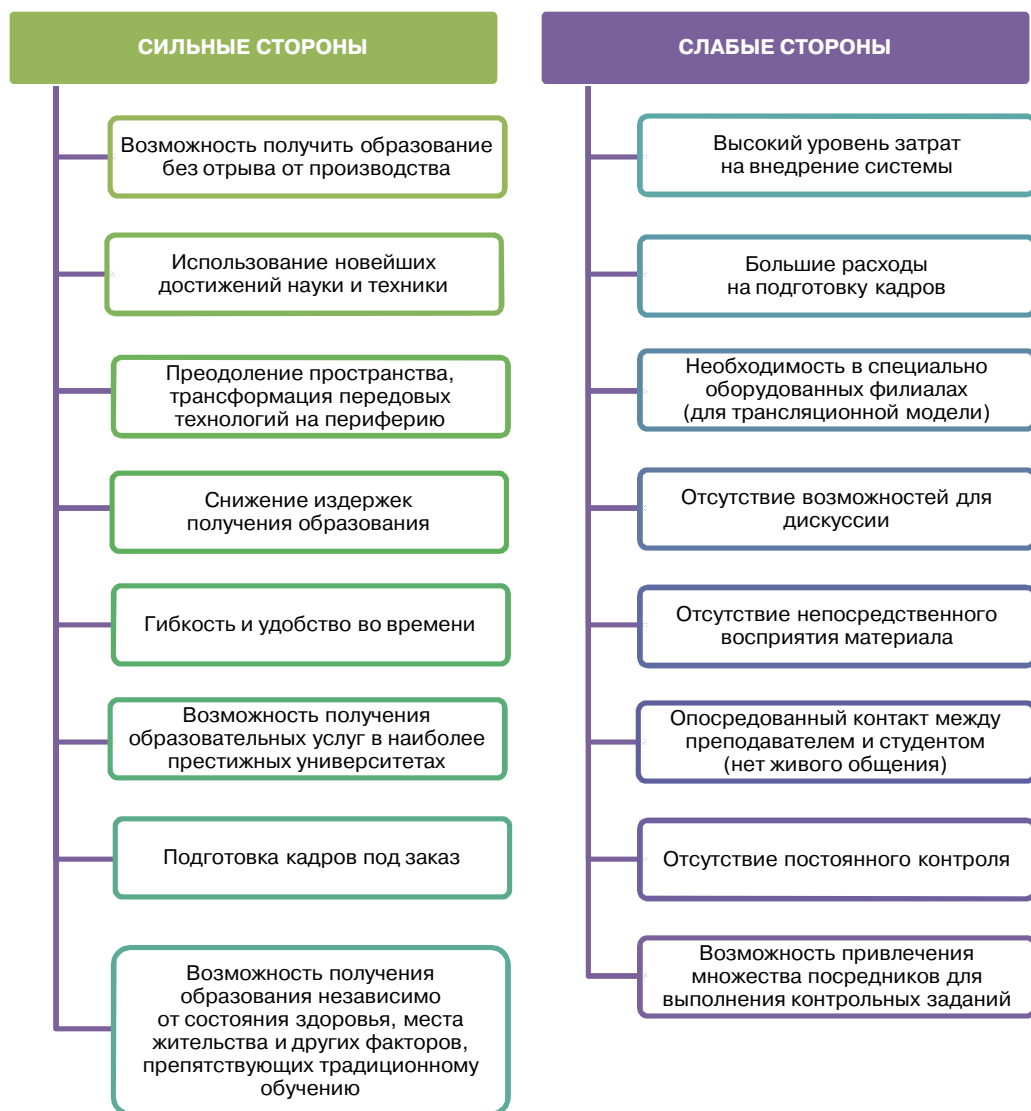 СИЛЬНЫЕ СТОРОНЫ
Возможность получить образование
без отрыва от производства
Использование новейших
достижений науки и техники
Преодоление пространства,
трансформация передовых
технологий на периферию
Снижение издержек
получения образования
Гибкость и удобство во времени
Возможность получения
образовательных услуг в наиболее
престижных университетах
Подготовка кадров под заказ
Возможность получения
образования независимо
от состояния здоровья, места
жительства и других факторов,
препятствующих традиционному
обучению
СЛАБЫЕ СТОРОНЫ
Высокий уровень затрат
на внедрение системы
Большие расходы
на подготовку кадров
Необходимость в специально
оборудованных филиалах
(для трансляционной модели)
Отсутствие возможностей для
дискуссии
Отсутствие непосредственного
восприятия материала
Опосредованный контакт между
преподавателем и студентом
(нет живого общения)
Отсутствие постоянного контроля
Возможность привлечения
множества посредников для
выполнения контрольных заданий